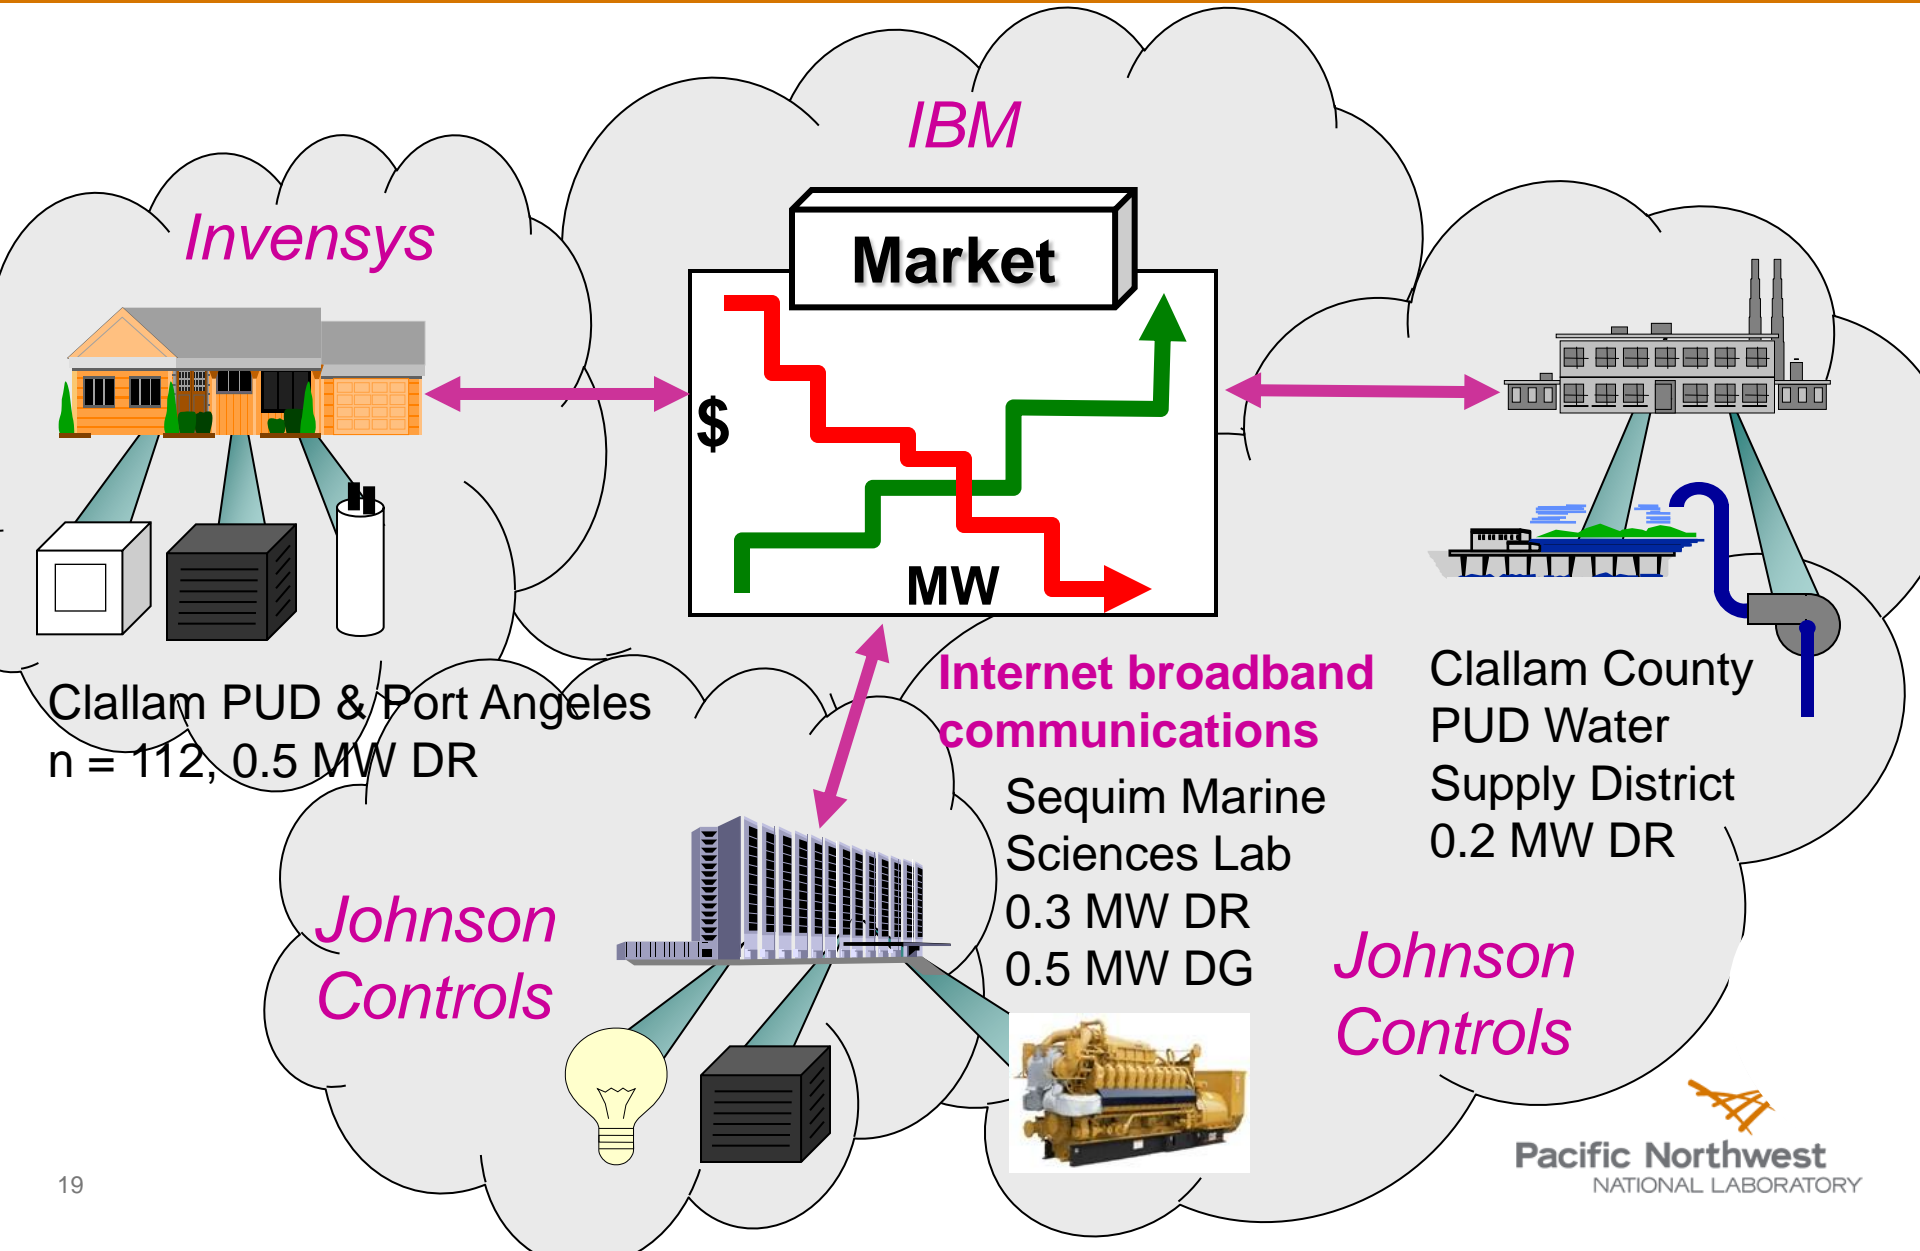 IBM
Invensys
Market
$
MW
Clallam PUD & Port Angeles
n = 112, 0.5 MW DR
Internet broadband
communications
Sequim Marine
Sciences Lab
0.3 MW DR
0.5 MW DG
Clallam County
PUD Water
Supply District
0.2 MW DR
Johnson
Controls
Johnson
Controls
Pacific Northwest
NATIONAL LABORATORY
19